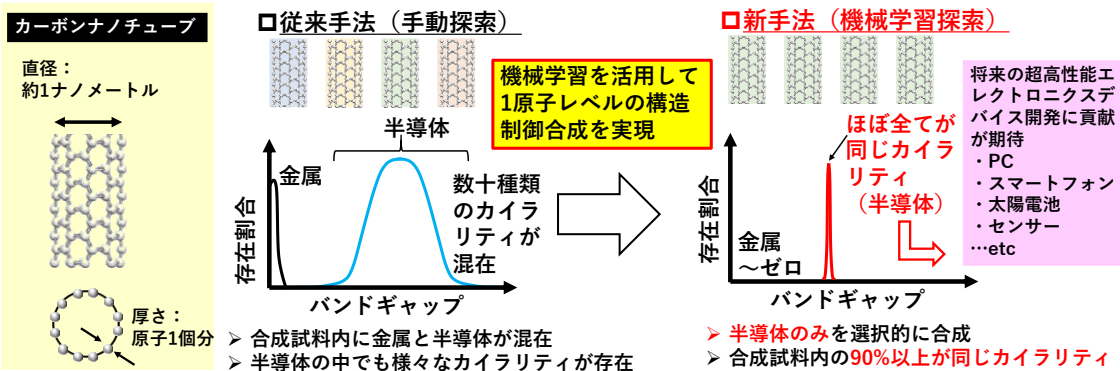 カーボンナノチューブ
直径：
約1ナノメートル
厚さ：
原子1個分
□従来手法（手動探索）
半導体
金属
数十種類
のカイラ
リティが
混在
存在割合
バンドギャップ
➢ 合成試料内に金属と半導体が混在
➢ 半導体の中でも様々なカイラリティが存在
機械学習を活用して
1原子レベルの構造
制御合成を実現
□新手法（機械学習探索）
ほぼ全てが
同じカイラ
リティ
（半導体）
金属
～ゼロ
存在割合
バンドギャップ
➢ 半導体のみを選択的に合成
➢ 合成試料内の90%以上が同じカイラリティ
将来の超高性能エ
レクトロニクスデ
バイス開発に貢献
が期待
・PC
・スマートフォン
・太陽電池
・センサー
…etc